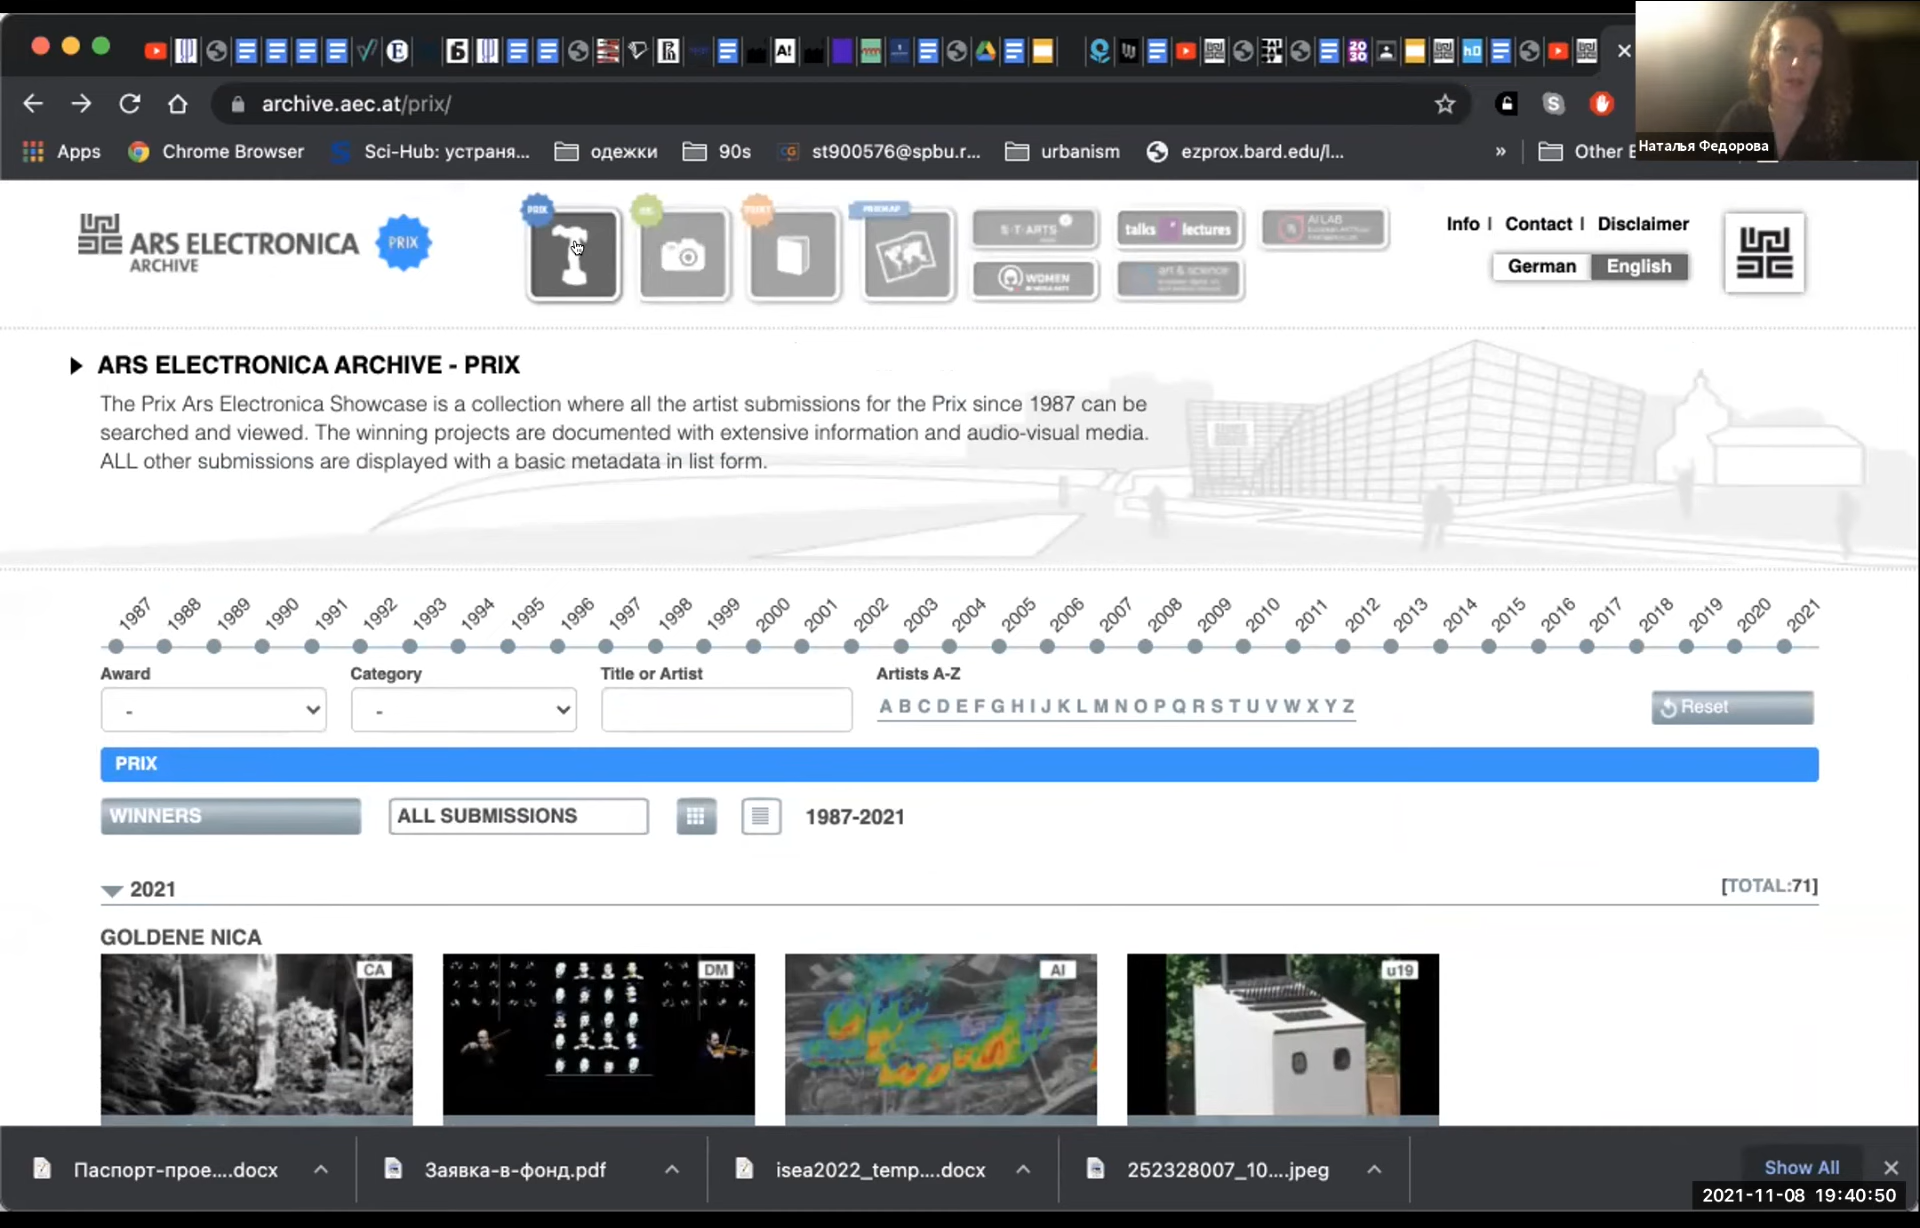 archive.aec.at/prix/
Apps
Chrome Browser
Sci-Hub: устраня...
одежки
90s
st900576@spbu.r...
urbanism
ezprox.bard.edu/l...
»
Other
Наталья Федорова
ARS ELECTRONICA
ARCHIVE
PRIX
PRIX
S+T+ARTS
talks lectures
AI LAB
WOMEN
art & science
Info | Contact | Disclaimer
German English
ARS ELECTRONICA ARCHIVE - PRIX
The Prix Ars Electronica Showcase is a collection where all the artist submissions for the Prix since 1987 can be
searched and viewed. The winning projects are documented with extensive information and audio-visual media.
ALL other submissions are displayed with a basic metadata in list form.
1987 1988 1989 1990 1991 1992 1993 1994 1995 1996 1997 1998 1999 2000 2001 2002 2003 2004 2005 2006 2007 2008 2009 2010 2011 2012 2013 2014 2015 2016 2017 2018 2019 2020 2021
Award Category Title or Artist Artists A-Z
- - A B C D E F G H I J K L M N O P Q R S T U V W X Y Z Reset
PRIX
WINNERS ALL SUBMISSIONS 1987-2021
2021 [TOTAL:71]
GOLDENE NICA
CA DM AI u19
Паспорт-прое....docx
Заявка-в-фонд.pdf
isea2022_temp....docx
252328007_10....jpeg
Show All
2021-11-08 19:40:50